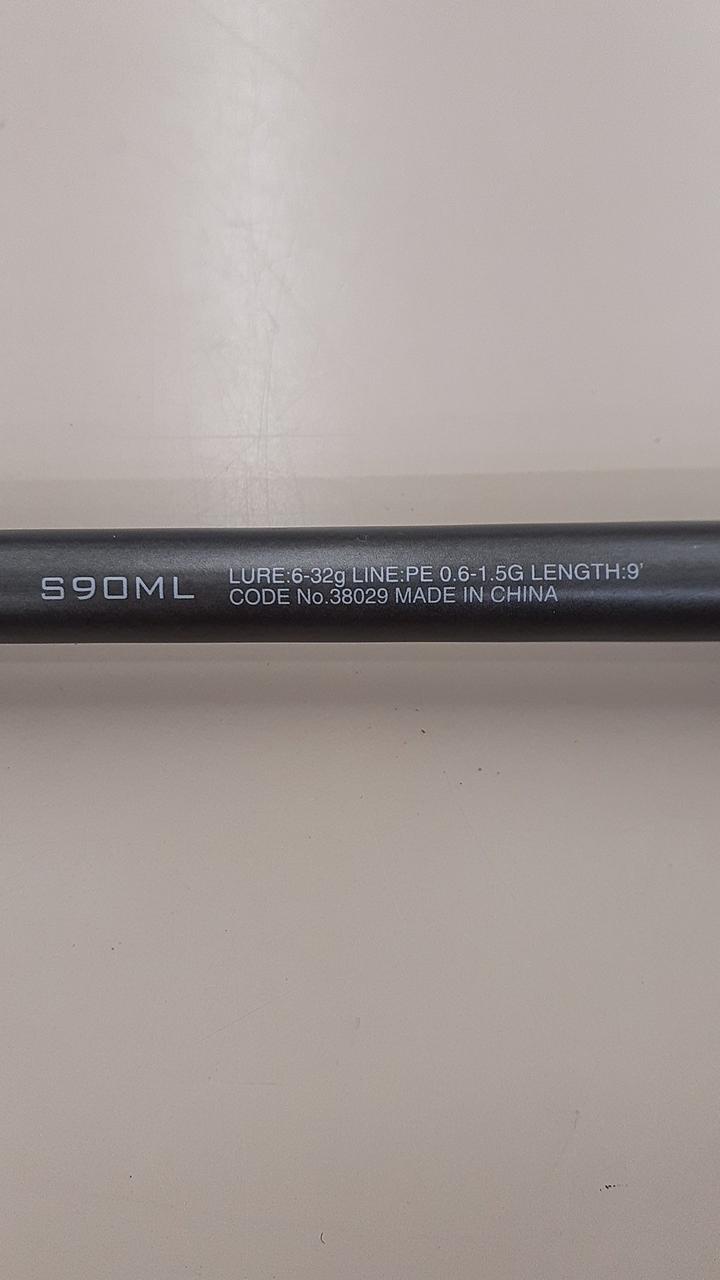 S90ML
LURE:6-32g LINE:PE 0.6-1.5G LENGTH:9'
CODE No.38029 MADE IN CHINA